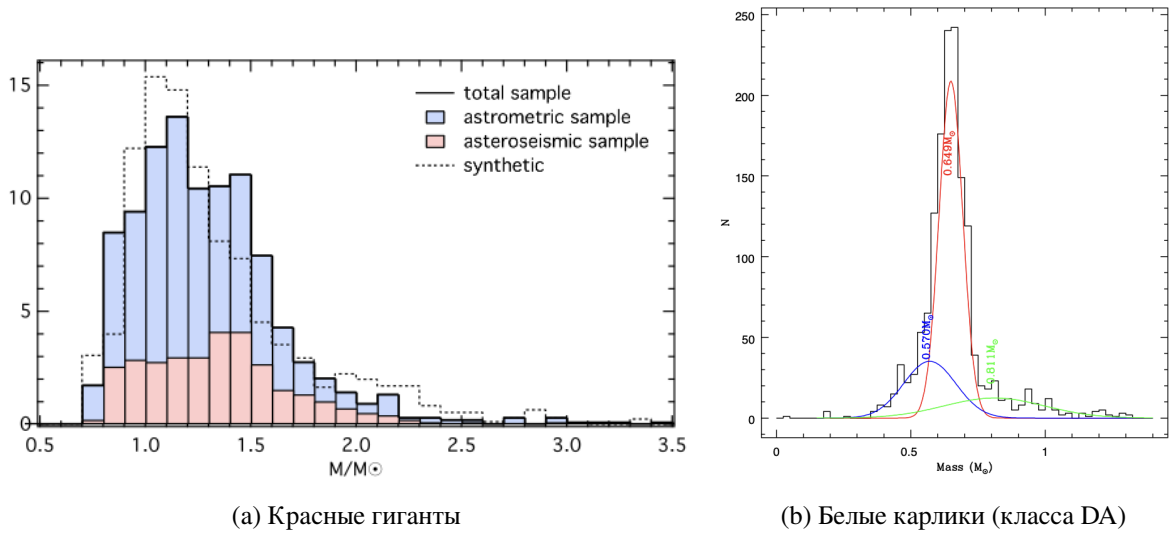 total sample
astrometric sample
asteroseismic sample
synthetic
15
10
5
0
0.5 1.0 1.5 2.0 2.5 3.0 3.5
M/M⊙
(a) Красные гиганты
250
200
150
100
50
0
N
0.649M⊙
0.570M⊙
0.811M⊙
0 0.5 1
Mass (M⊙)
(b) Белые карлики (класса DA)